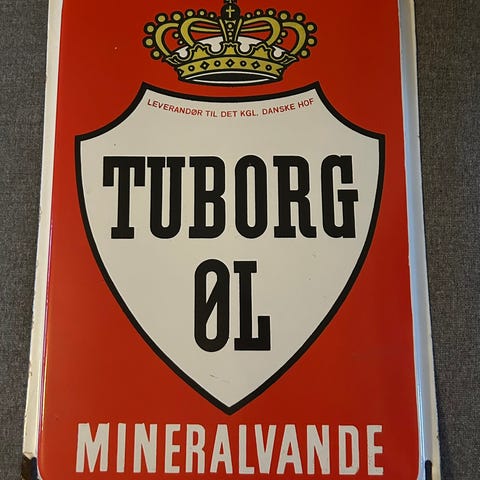 LEVERANDØR TIL DET KGL. DANSKE HOF
TUBORG
ØL
MINERALVANDE